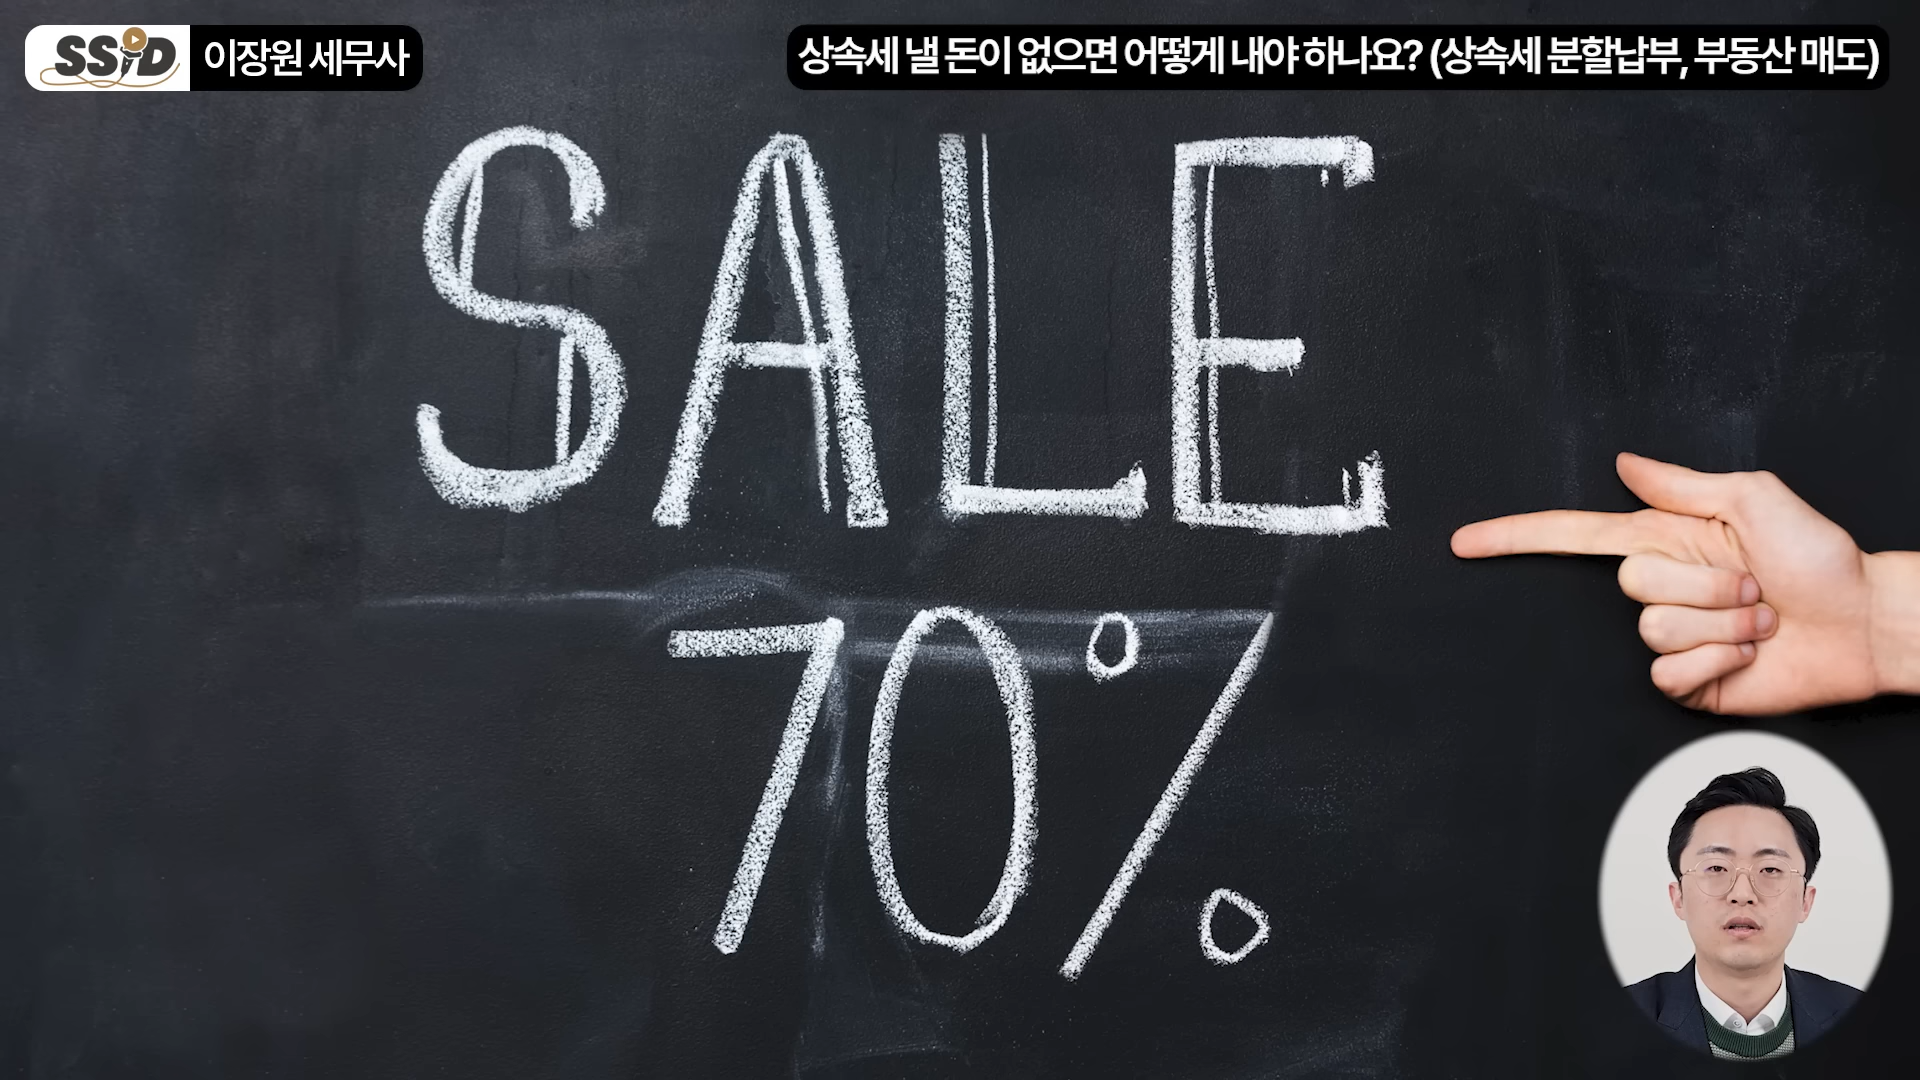 SSiD 이장원 세무사
상속세 낼 돈이 없으면 어떻게 내야 하나요? (상속세 분할납부, 부동산 매도)
SALE
70%